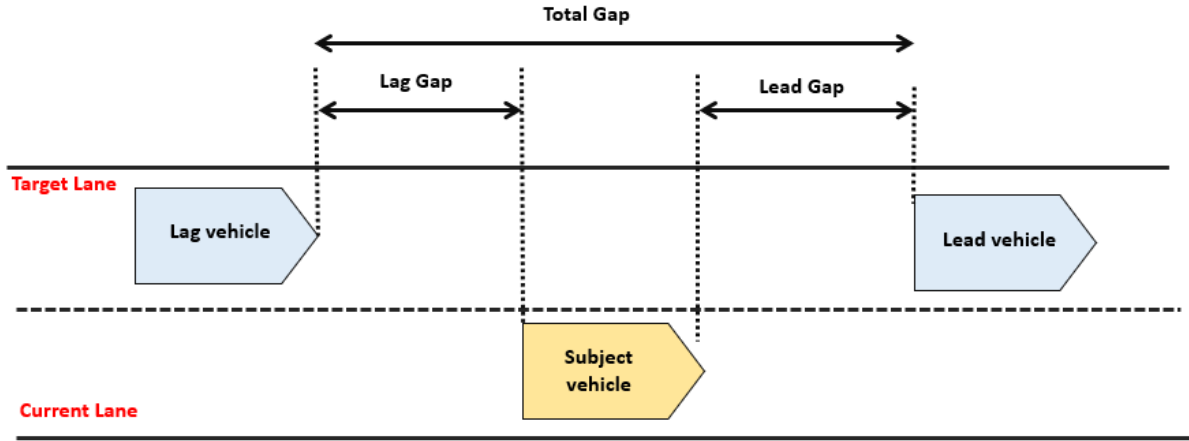 Total Gap
Lag Gap
Lead Gap
Target Lane
Lag vehicle
Lead vehicle
Subject
vehicle
Current Lane